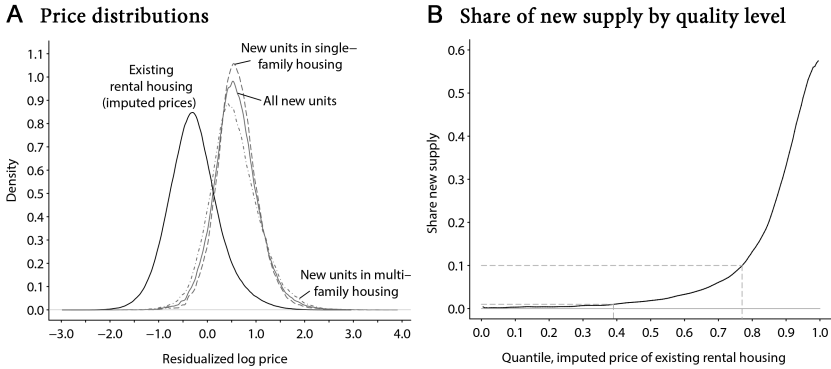 A Price distributions
1.1
1.0
0.9
0.8
0.7
0.6
0.5
0.4
0.3
0.2
0.1
0.0
Density
Existing
rental housing
(imputed prices)
New units in single–
family housing
All new units
New units in multi–
family housing
−3.0 −2.0 −1.0 0.0 1.0 2.0 3.0 4.0
Residualized log price
B Share of new supply by quality level
0.6
0.5
0.4
0.3
0.2
0.1
0.0
Share new supply
0.0 0.1 0.2 0.3 0.4 0.5 0.6 0.7 0.8 0.9 1.0
Quantile, imputed price of existing rental housing